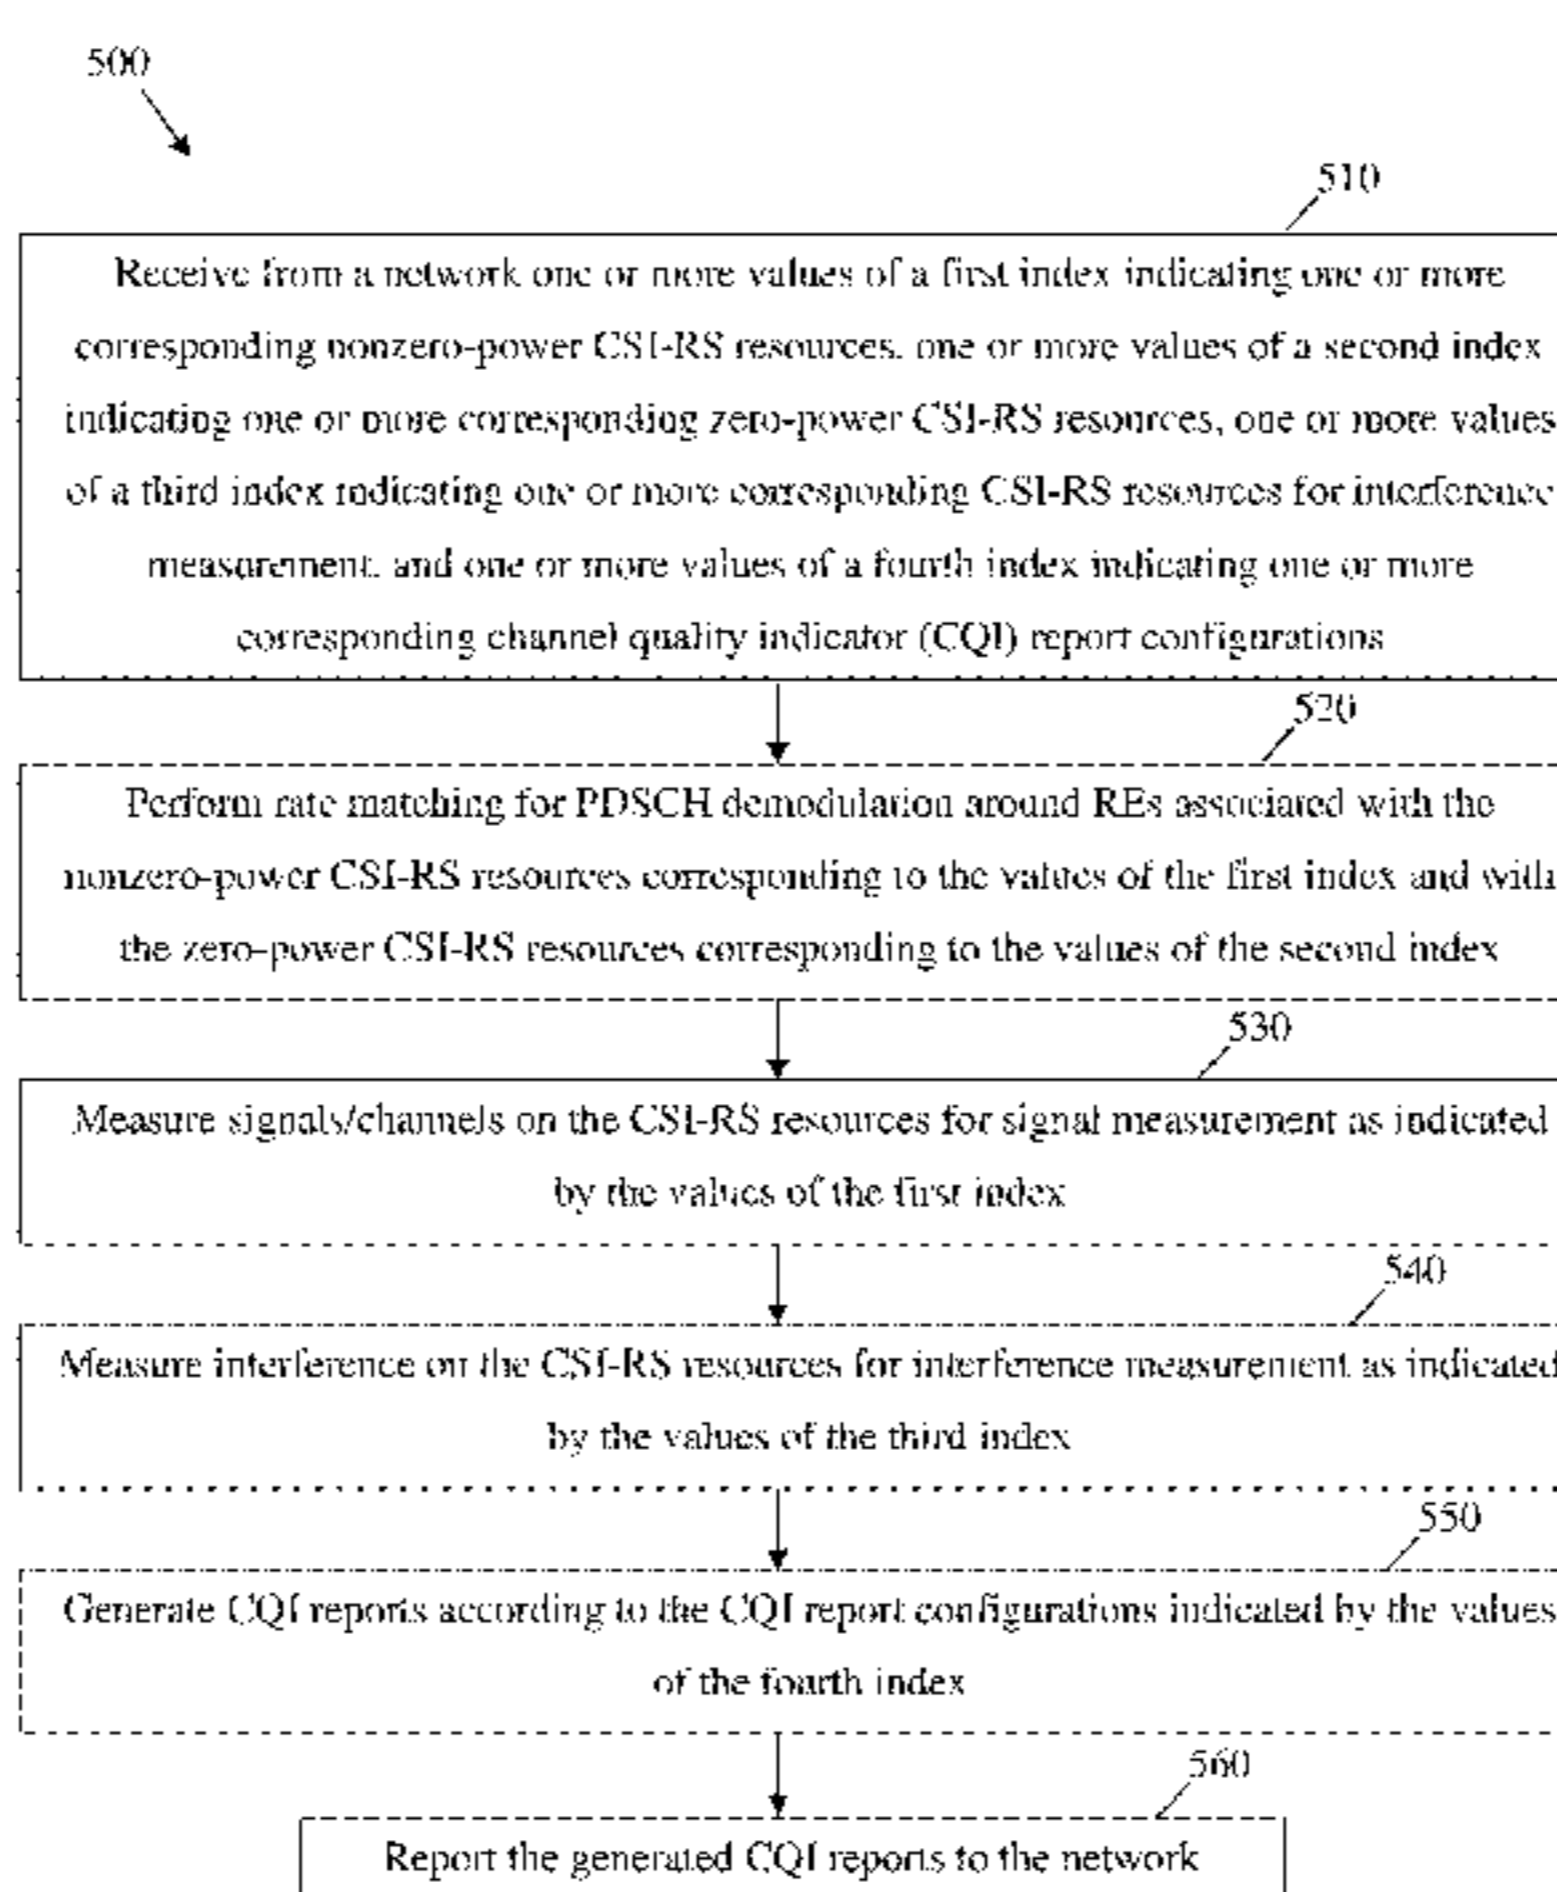 500
510
Receive from a network one or more values of a first index indicating one or more
corresponding nonzero-power CSI-RS resources, one or more values of a second index
indicating one or more corresponding zero-power CSI-RS resources, one or more values
of a third index indicating one or more corresponding CSI-RS resources for interference
measurement, and one or more values of a fourth index indicating one or more
corresponding channel quality indicator (CQI) report configurations
520
Perform rate matching for PDSCH demodulation around REs associated with the
nonzero-power CSI-RS resources corresponding to the values of the first index and with
the zero-power CSI-RS resources corresponding to the values of the second index
530
Measure signals/channels on the CSI-RS resources for signal measurement as indicated
by the values of the first index
540
Measure interference on the CSI-RS resources for interference measurement as indicated
by the values of the third index
550
Generate CQI reports according to the CQI report configurations indicated by the values
of the fourth index
560
Report the generated CQI reports to the network